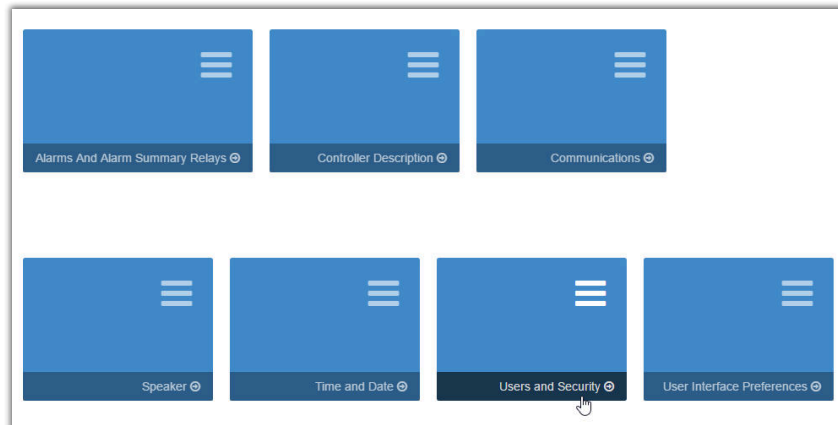 Alarms And Alarm Summary Relays
Controller Description
Communications
Speaker
Time and Date
Users and Security
User Interface Preferences